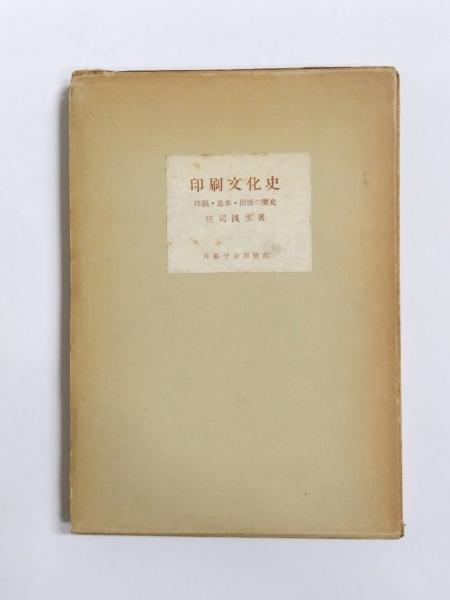 印刷文化史
印刷・造本・出版の歴史
庄司浅水著
印刷学会出版部